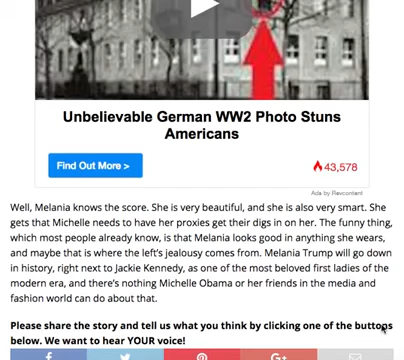 Unbelievable German WW2 Photo Stuns
Americans
Find Out More >
43,578
Ads by Revcontent
Well, Melania knows the score. She is very beautiful, and she is also very smart. She
gets that Michelle needs to have her proxies get their digs in on her. The funny thing,
which most people already know, is that Melania looks good in anything she wears,
and maybe that is where the left's jealousy comes from. Melania Trump will go down
in history, right next to Jackie Kennedy, as one of the most beloved first ladies of the
modern era, and there's nothing Michelle Obama or her friends in the media and
fashion world can do about that.
Please share the story and tell us what you think by clicking one of the buttons
below. We want to hear YOUR voice!